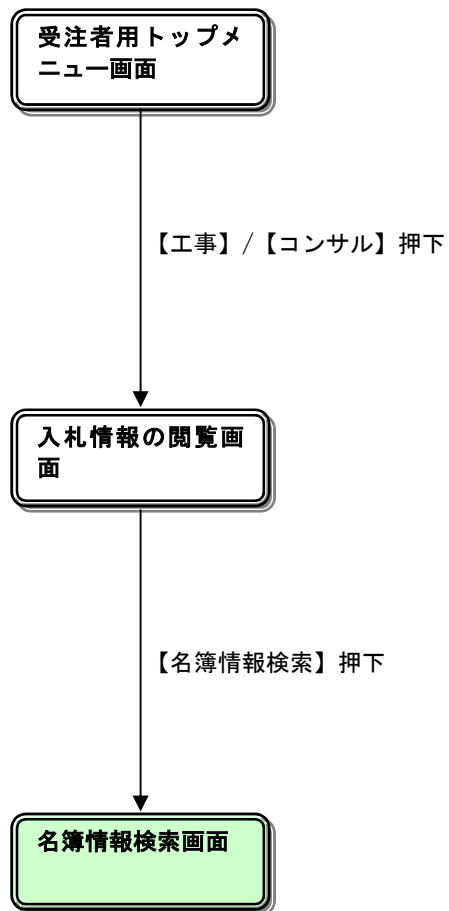 受注者用トップメ
ニュー画面
【工事】/【コンサル】押下
入札情報の閲覧画
面
【名簿情報検索】押下
名簿情報検索画面